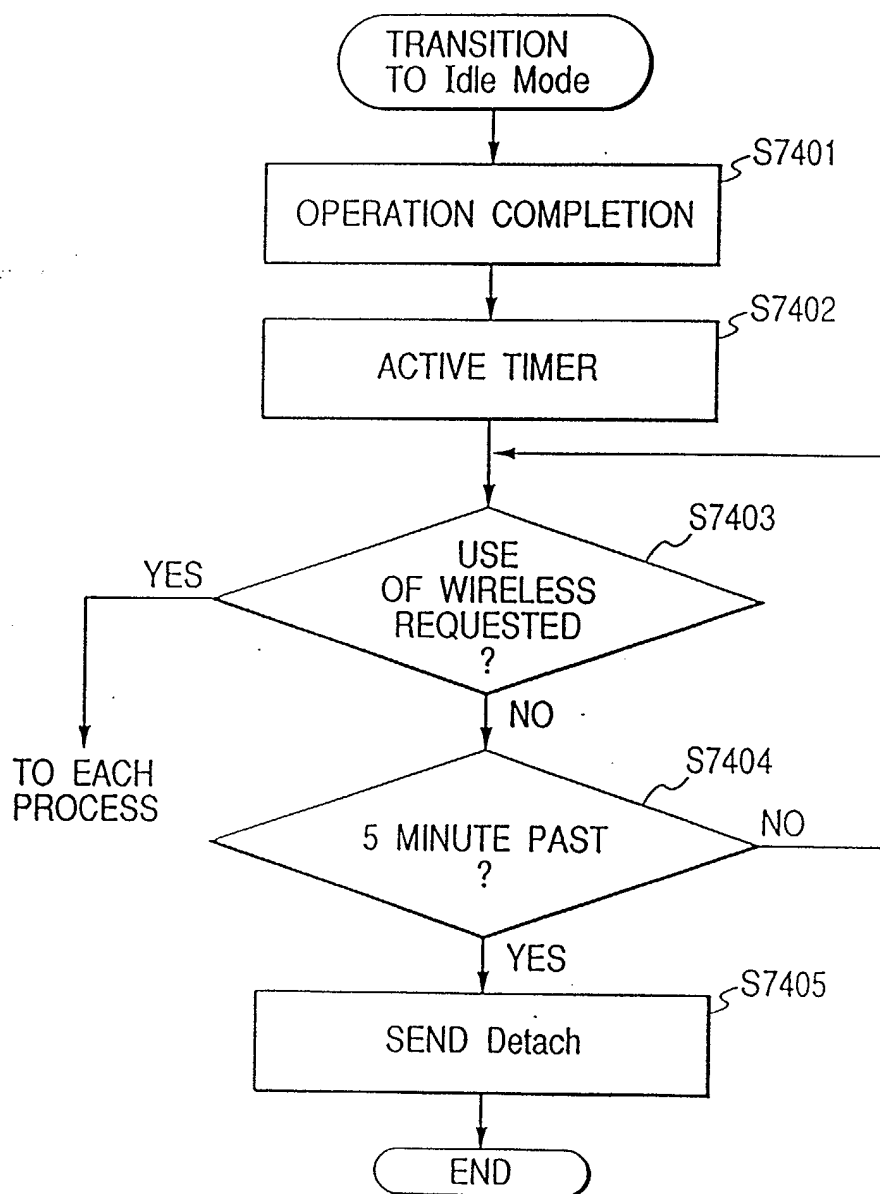 TRANSITION
TO Idle Mode
S7401
OPERATION COMPLETION
S7402
ACTIVE TIMER
S7403
USE
OF WIRELESS
REQUESTED
?
YES
NO
TO EACH
PROCESS
S7404
5 MINUTE PAST
?
NO
YES
S7405
SEND Detach
END